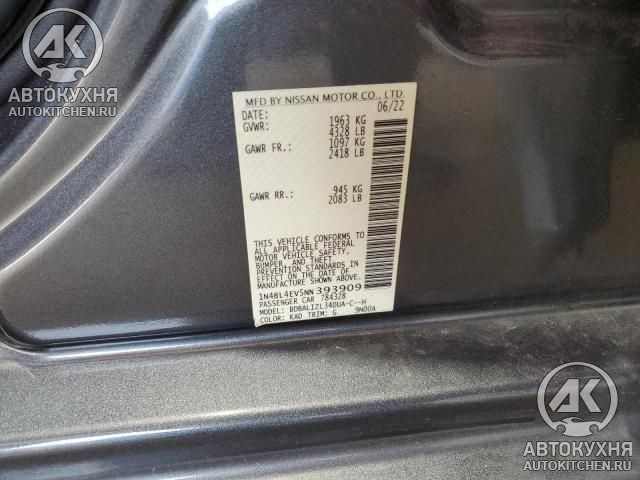 AK
АВТОКУХНЯ
AUTOKITCHEN.RU
MFD BY NISSAN MOTOR CO., LTD.
DATE: 06/22
GVWR: 1963 KG
4328 LB
GAWR FR.: 1097 KG
2418 LB
GAWR RR.: 945 KG
2083 LB
THIS VEHICLE CONFORMS TO
ALL APPLICABLE FEDERAL
MOTOR VEHICLE SAFETY,
BUMPER, AND THEFT
PREVENTION STANDARDS IN
EFFECT ON THE DATE OF
MANUFACTURE SHOWN ABOVE.
1N4BL4EV5NN393909
PASSENGER CAR 784328
MODEL: BDBALIZL34DUA-C--H
COLOR: KAD TRIM: G 9N00A
AK
АВТОКУХНЯ
AUTOKITCHEN.RU